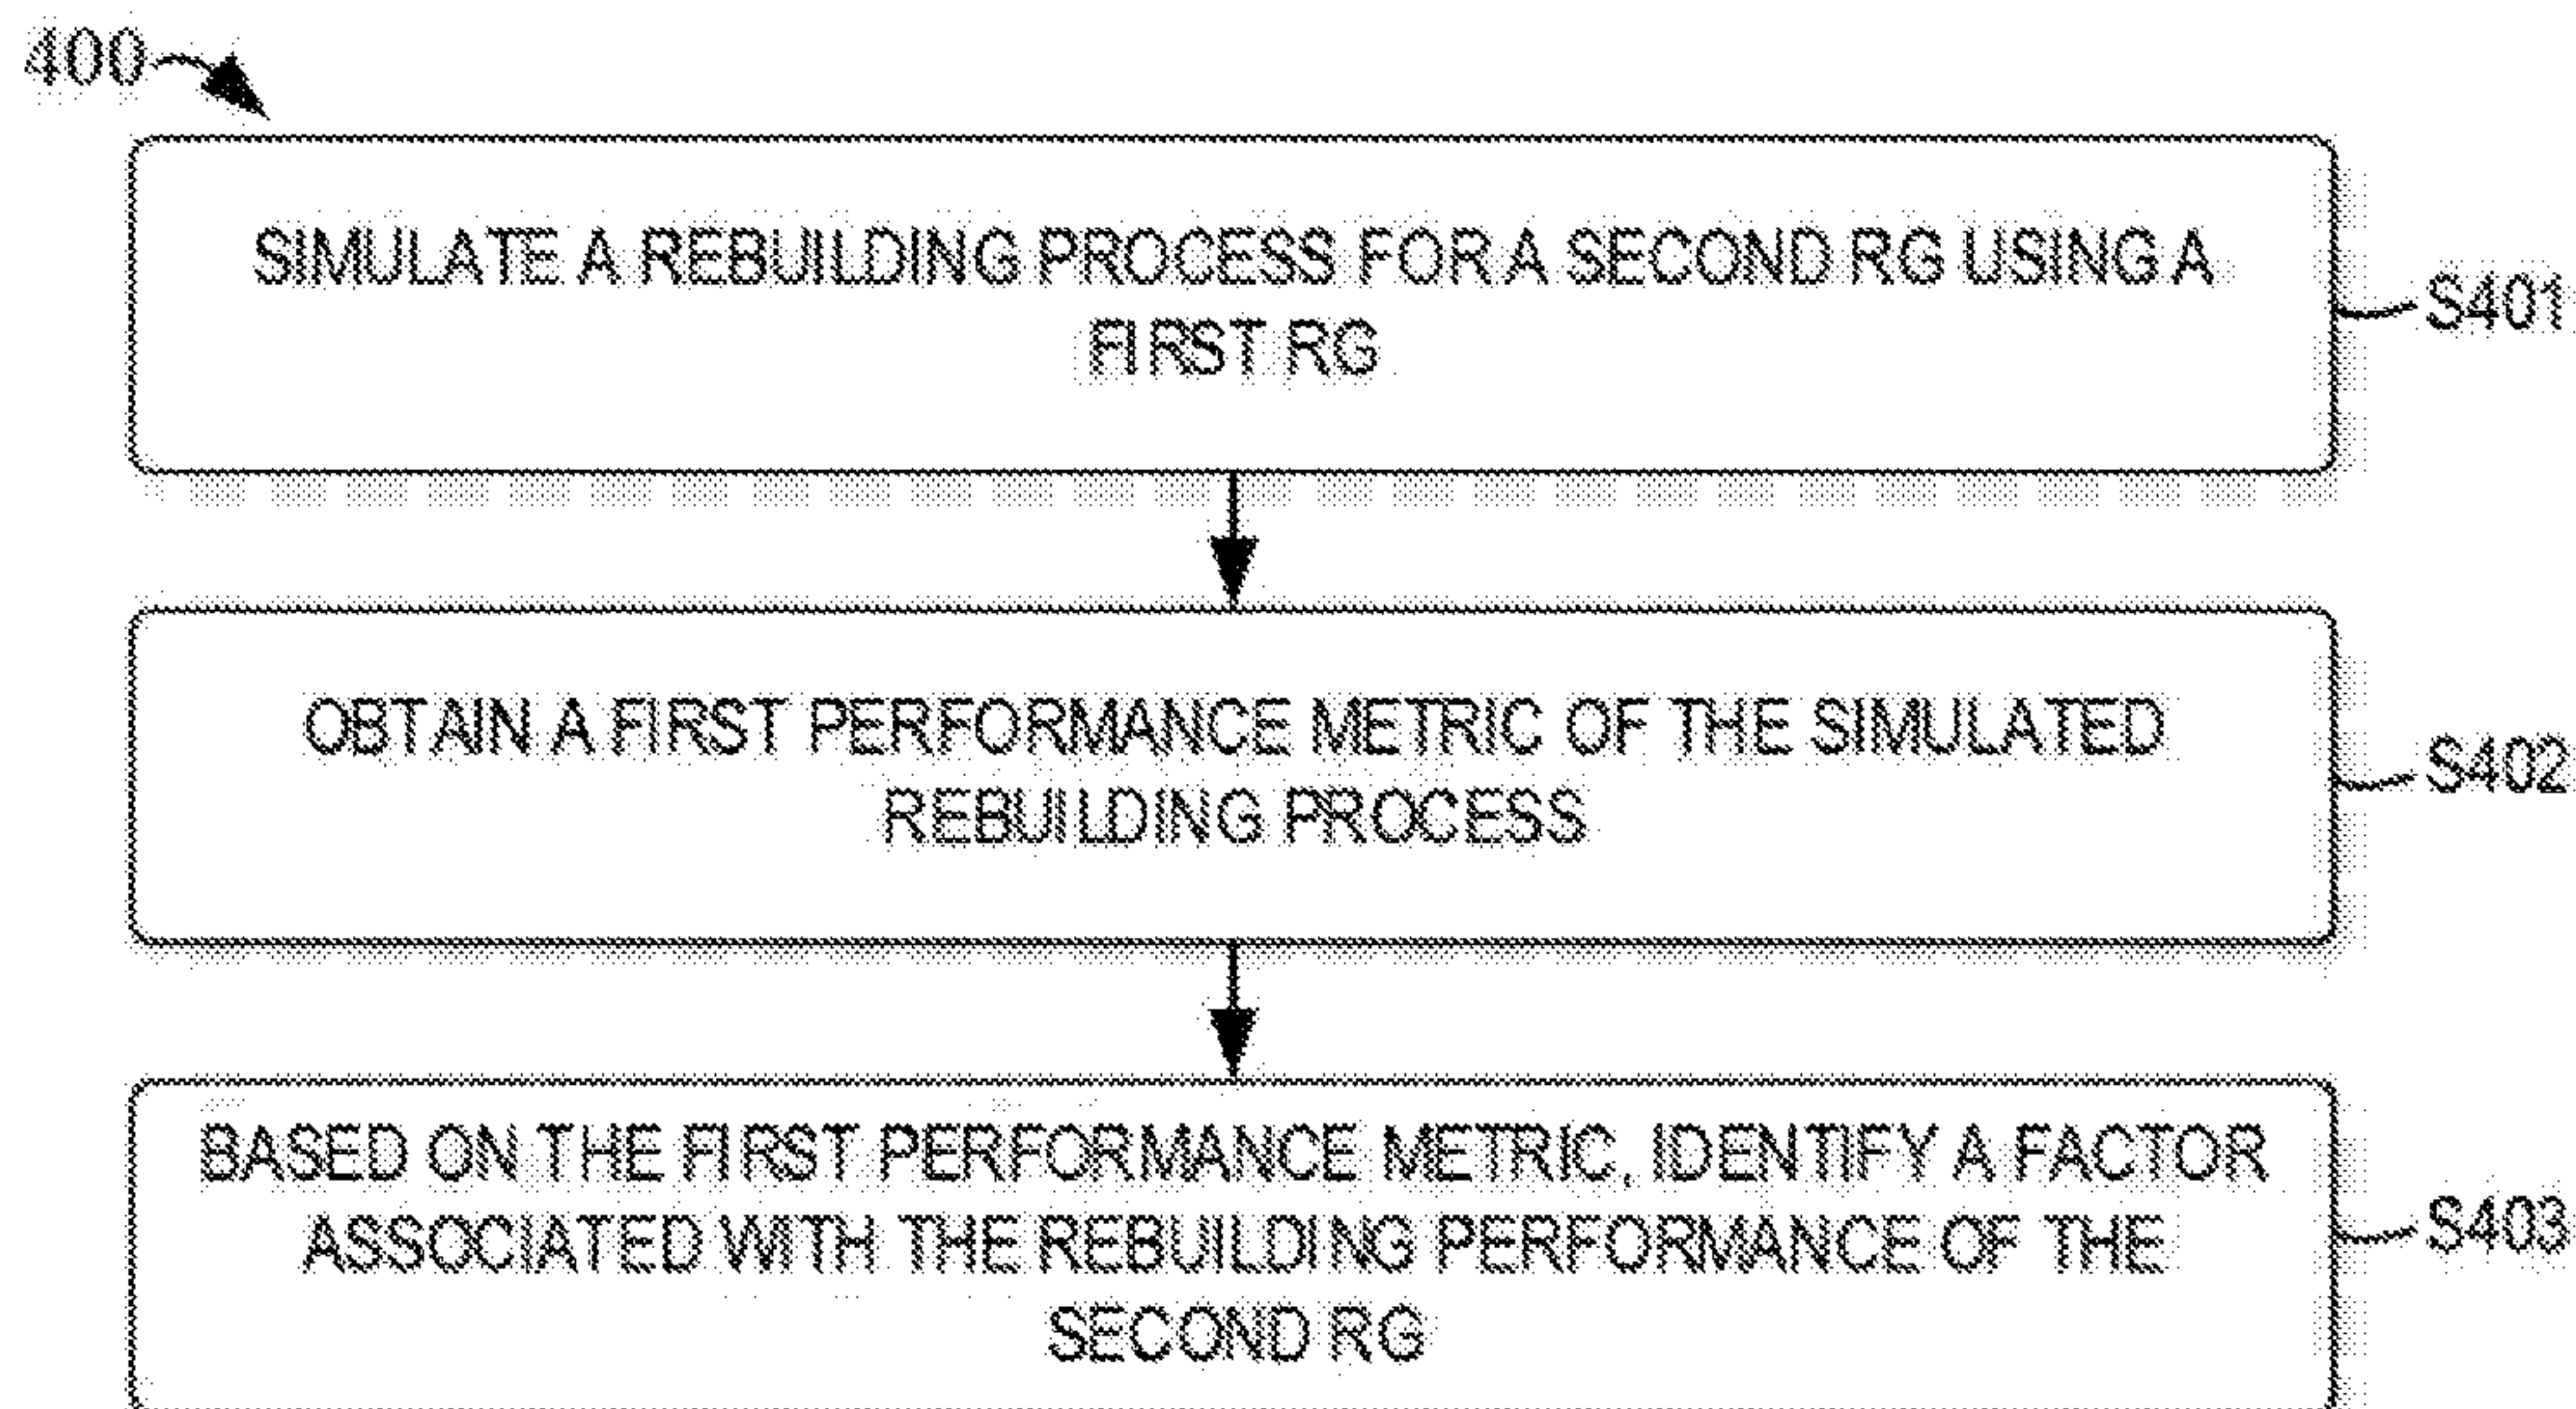 400
SIMULATE A REBUILDING PROCESS FOR A SECOND RG USING A
FIRST RG
S401
OBTAIN A FIRST PERFORMANCE METRIC OF THE SIMULATED
REBUILDING PROCESS
S402
BASED ON THE FIRST PERFORMANCE METRIC, IDENTIFY A FACTOR
ASSOCIATED WITH THE REBUILDING PERFORMANCE OF THE
SECOND RG
S403